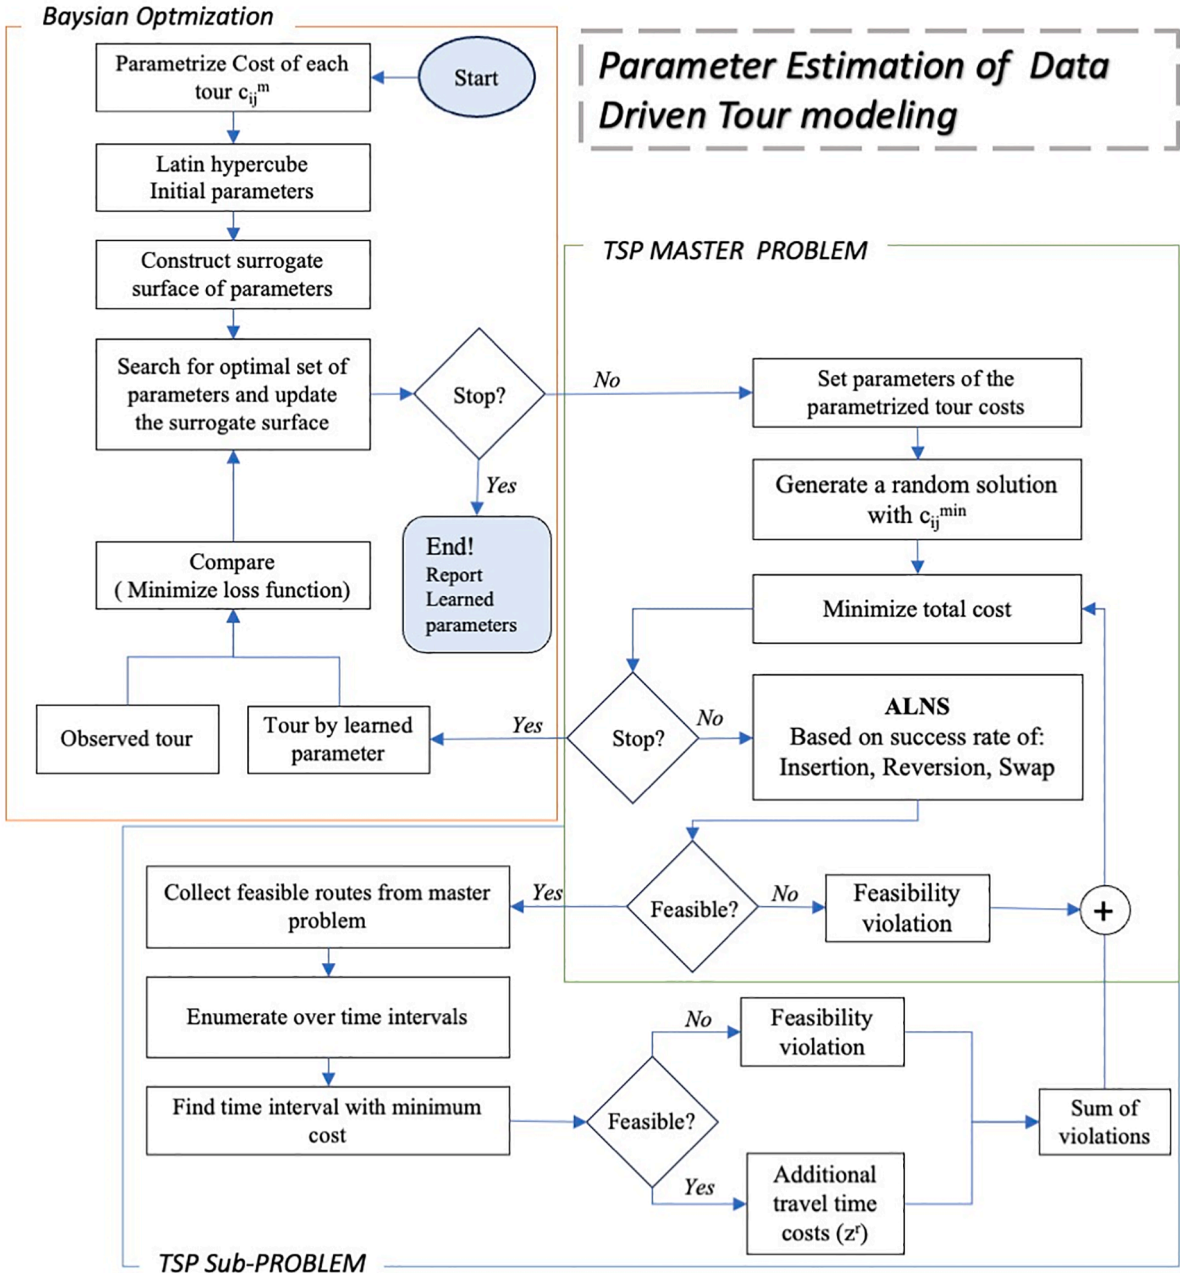 Baysian Optmization
Parameter Estimation of Data
Driven Tour modeling
Start
Parametrize Cost of each
tour cᵢⱼᵐ
Latin hypercube
Initial parameters
Construct surrogate
surface of parameters
Search for optimal set of
parameters and update
the surrogate surface
Stop?
No
Yes
End!
Report
Learned
parameters
Compare
( Minimize loss function)
Observed tour
Tour by learned
parameter
TSP MASTER PROBLEM
Set parameters of the
parametrized tour costs
Generate a random solution
with cᵢⱼᵐⁱⁿ
Minimize total cost
Stop?
Yes
No
ALNS
Based on success rate of:
Insertion, Reversion, Swap
Feasible?
Yes
No
Feasibility
violation
+
Collect feasible routes from master
problem
Enumerate over time intervals
Find time interval with minimum
cost
Feasible?
No
Feasibility
violation
Yes
Additional
travel time
costs (zʳ)
Sum of
violations
TSP Sub-PROBLEM